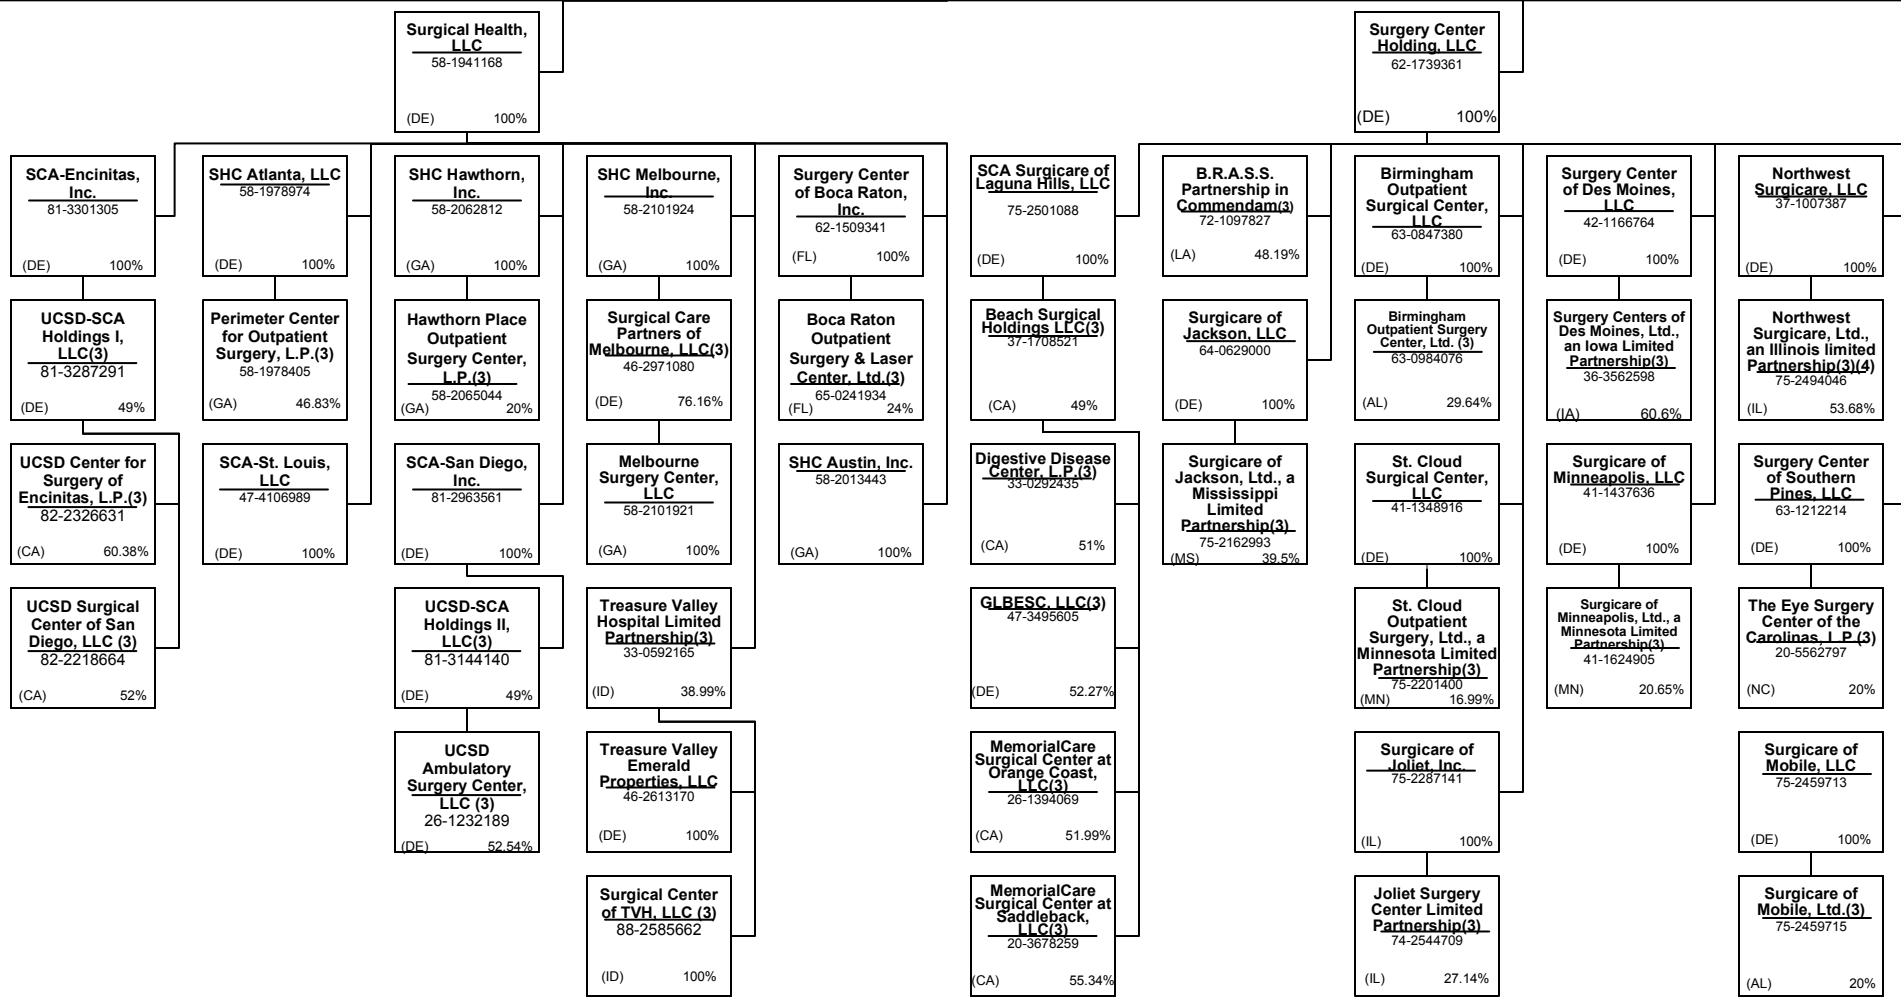 Surgical Health,
LLC
58-1941168
(DE) 100%
Surgery Center
Holding, LLC
62-1739361
(DE) 100%
SCA-Encinitas,
Inc.
81-3301305
(DE) 100%
SHC Atlanta, LLC
58-1978974
(DE) 100%
SHC Hawthorn,
Inc.
58-2062812
(GA) 100%
SHC Melbourne,
Inc.
58-2101924
(GA) 100%
Surgery Center
of Boca Raton,
Inc.
62-1509341
(FL) 100%
SCA Surgicare of
Laguna Hills, LLC
75-2501088
(DE) 100%
B.R.A.S.S.
Partnership in
Commendam(3)
72-1097827
(LA) 48.19%
Birmingham
Outpatient
Surgical Center,
LLC
63-0847380
(DE) 100%
Surgery Center
of Des Moines,
LLC
42-1166764
(DE) 100%
Northwest
Surgicare, LLC
37-1007387
(DE) 100%
UCSD-SCA
Holdings I,
LLC(3)
81-3287291
(DE) 49%
Perimeter Center
for Outpatient
Surgery, L.P.(3)
58-1978405
(GA) 46.83%
Hawthorn Place
Outpatient
Surgery Center,
L.P.(3)
58-2065044
(GA) 20%
Surgical Care
Partners of
Melbourne, LLC(3)
46-2971080
(DE) 76.16%
Boca Raton
Outpatient
Surgery & Laser
Center, Ltd.(3)
65-0241934
(FL) 24%
Beach Surgical
Holdings LLC(3)
37-1708521
(CA) 49%
Surgicare of
Jackson, LLC
64-0629000
(DE) 100%
Birmingham
Outpatient Surgery
Center, Ltd. (3)
63-0984076
(AL) 29.64%
Surgery Centers of
Des Moines, Ltd.,
an Iowa Limited
Partnership(3)
36-3562598
(IA) 60.6%
Northwest
Surgicare, Ltd.,
an Illinois limited
Partnership(3)(4)
75-2494046
(IL) 53.68%
UCSD Center for
Surgery of
Encinitas, L.P.(3)
82-2326631
(CA) 60.38%
SCA-St. Louis,
LLC
47-4106989
(DE) 100%
SCA-San Diego,
Inc.
81-2963561
(DE) 100%
Melbourne
Surgery Center,
LLC
58-2101921
(GA) 100%
SHC Austin, Inc.
58-2013443
(GA) 100%
Digestive Disease
Center, L.P.(3)
33-0292435
(CA) 51%
Surgicare of
Jackson, Ltd., a
Mississippi
Limited
Partnership(3)
75-2162993
(MS) 39.5%
St. Cloud
Surgical Center,
LLC
41-1348916
(DE) 100%
Surgicare of
Minneapolis, LLC
41-1437636
(DE) 100%
Surgery Center
of Southern
Pines, LLC
63-1212214
(DE) 100%
UCSD Surgical
Center of San
Diego, LLC (3)
82-2218664
(CA) 52%
UCSD-SCA
Holdings II,
LLC(3)
81-3144140
(DE) 49%
Treasure Valley
Hospital Limited
Partnership(3)
33-0592165
(ID) 38.99%
GLBESC, LLC(3)
47-3495605
(DE) 52.27%
St. Cloud
Outpatient
Surgery, Ltd., a
Minnesota Limited
Partnership(3)
75-2201400
(MN) 16.99%
Surgicare of
Minneapolis, Ltd., a
Minnesota Limited
Partnership(3)
41-1624905
(MN) 20.65%
The Eye Surgery
Center of the
Carolinas, L.P.(3)
20-5562797
(NC) 20%
UCSD
Ambulatory
Surgery Center,
LLC (3)
26-1232189
(DE) 52.54%
Treasure Valley
Emerald
Properties, LLC
46-2613170
(DE) 100%
MemorialCare
Surgical Center at
Orange Coast,
LLC(3)
26-1394069
(CA) 51.99%
Surgicare of
Joliet, Inc.
75-2287141
(IL) 100%
Surgicare of
Mobile, LLC
75-2459713
(DE) 100%
Surgical Center
of TVH, LLC (3)
88-2585662
(ID) 100%
MemorialCare
Surgical Center at
Saddleback,
LLC(3)
20-3678259
(CA) 55.34%
Joliet Surgery
Center Limited
Partnership(3)
74-2544709
(IL) 27.14%
Surgicare of
Mobile, Ltd.(3)
75-2459715
(AL) 20%